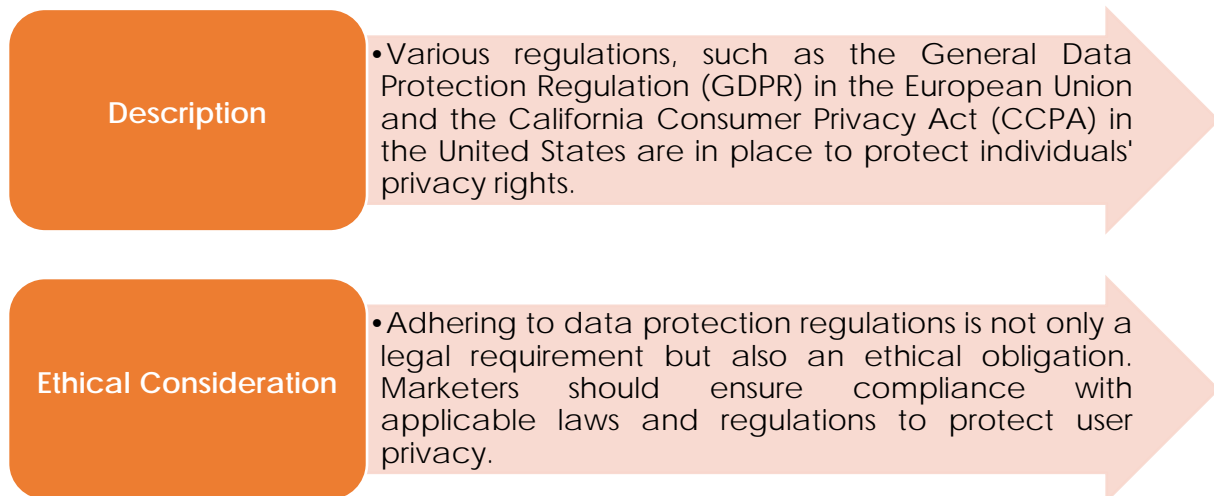 Description
•Various regulations, such as the General Data
Protection Regulation (GDPR) in the European Union
and the California Consumer Privacy Act (CCPA) in
the United States are in place to protect individuals'
privacy rights.
Ethical Consideration
•Adhering to data protection regulations is not only a
legal requirement but also an ethical obligation.
Marketers should ensure compliance with
applicable laws and regulations to protect user
privacy.